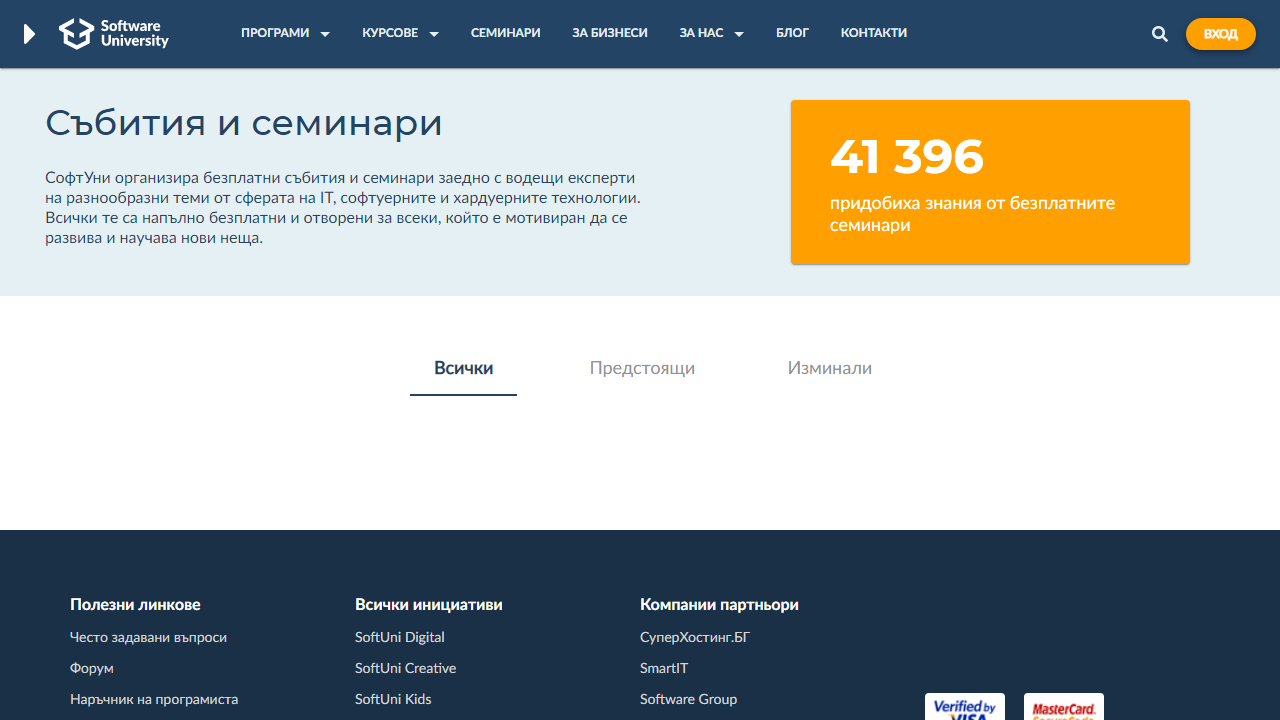 Software
University
ПРОГРАМИ
КУРСОВЕ
СЕМИНАРИ
ЗА БИЗНЕСИ
ЗА НАС
БЛОГ
КОНТАКТИ
ВХОД
Събития и семинари
СофтУни организира безплатни събития и семинари заедно с водещи експерти
на разнообразни теми от сферата на IT, софтуерните и хардуерните технологии.
Всички те са напълно безплатни и отворени за всеки, който е мотивиран да се
развива и научава нови неща.
41 396
придобиха знания от безплатните
семинари
Всички
Предстоящи
Изминали
Полезни линкове
Често задавани въпроси
Форум
Наръчник на програмиста
Всички инициативи
SoftUni Digital
SoftUni Creative
SoftUni Kids
Компании партньори
СуперХостинг.БГ
SmartIT
Software Group
Verified by
VISA
MasterCard.
SecureCode